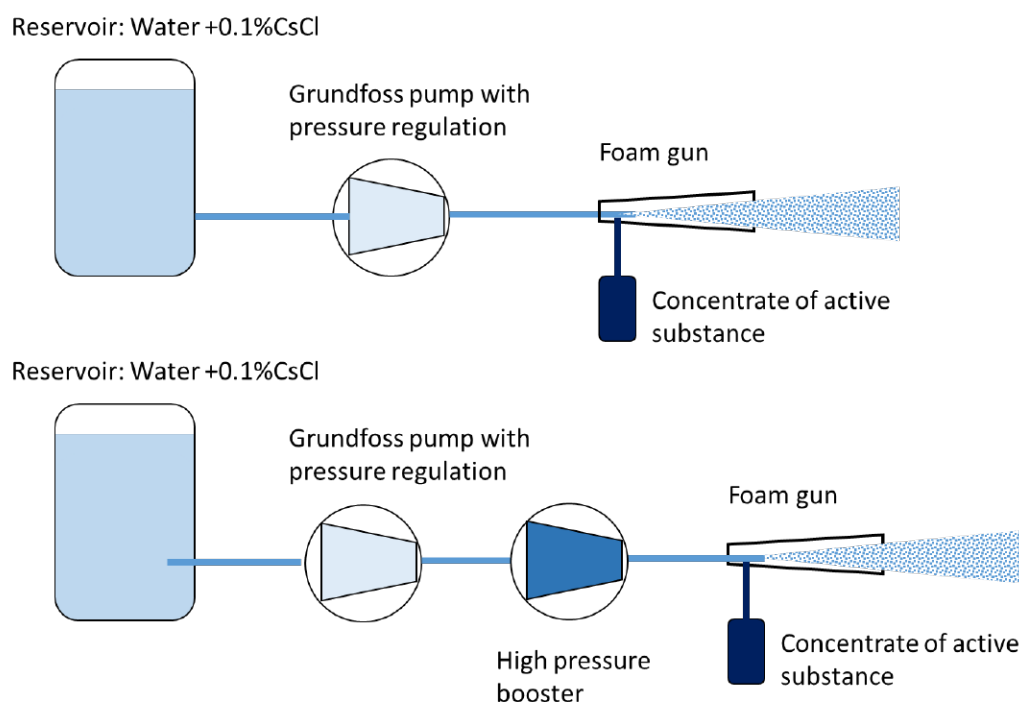 Reservoir: Water +0.1%CsCl
Grundfoss pump with
pressure regulation
Foam gun
Concentrate of active
substance
Reservoir: Water +0.1%CsCl
Grundfoss pump with
pressure regulation
Foam gun
High pressure
booster
Concentrate of active
substance